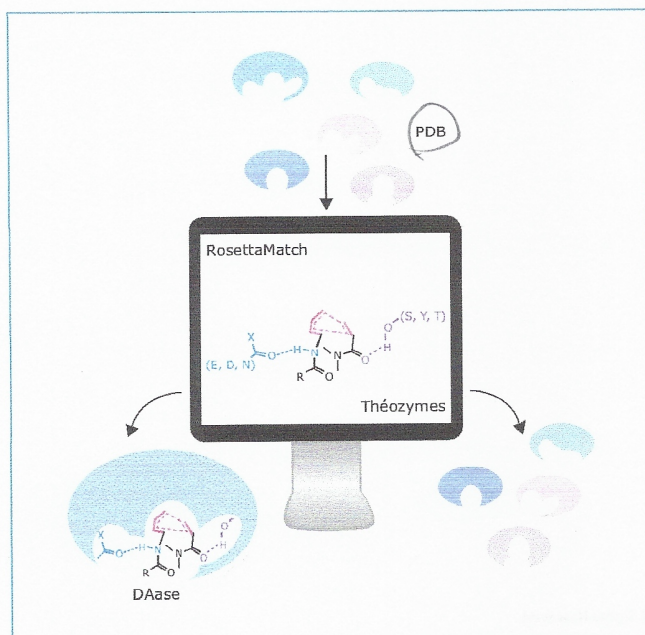 PDB
RosettaMatch
(S, Y, T)
O
H
X
O
H
N
N
O
(E, D, N)
R
O
Théozymes
X
O
H
N
N
O
H
O
R
O
DAase